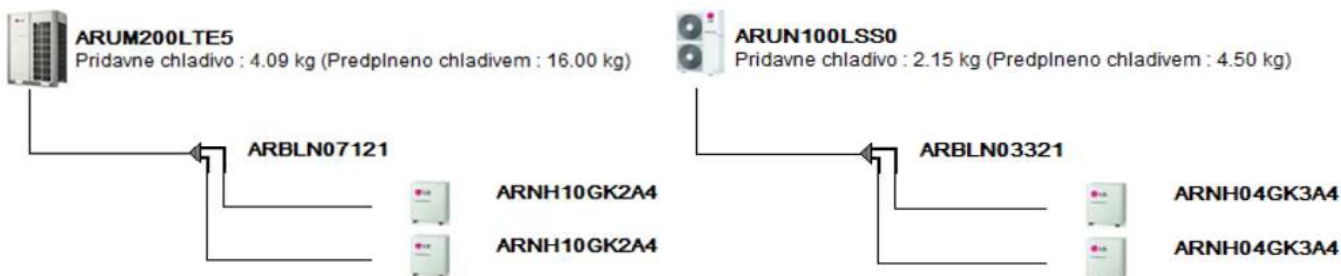 ARUM200LTE5
Pridavne chladivo : 4.09 kg (Predplneno chladivem : 16.00 kg)
ARBLN07121
ARNH10GK2A4
ARNH10GK2A4
ARUN100LSS0
Pridavne chladivo : 2.15 kg (Predplneno chladivem : 4.50 kg)
ARBLN03321
ARNH04GK3A4
ARNH04GK3A4